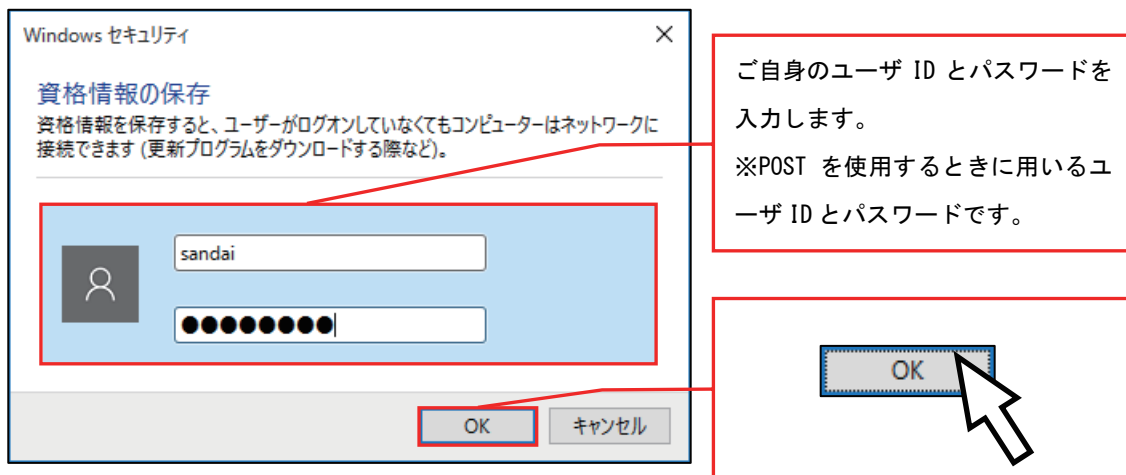 Windows セキュリティ
資格情報の保存
資格情報を保存すると、ユーザーがログオンしていなくてもコンピューターはネットワークに
接続できます (更新プログラムをダウンロードする際など)。
sandai
●●●●●●●●
OK
キャンセル
ご自身のユーザ ID とパスワードを
入力します。
※POST を使用するときに用いるユ
ーザ ID とパスワードです。
OK